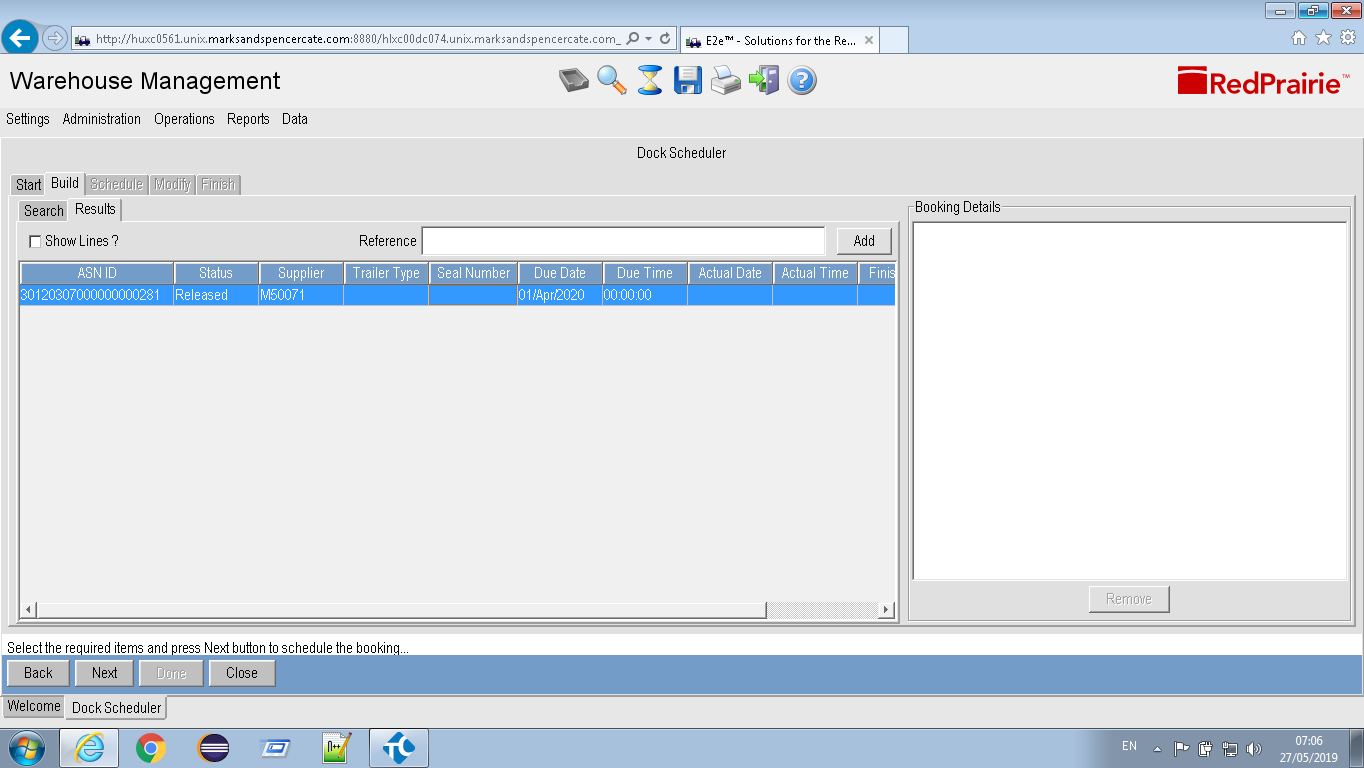 http://huxc0561.unix.marksandspencercate.com:8880/hlxc00dc074.unix.marksandspencercate.com_
E2e™ - Solutions for the Re...
Warehouse Management
RedPrairie™
Settings Administration Operations Reports Data
Dock Scheduler
Start Build Schedule Modify Finish
Search Results
Booking Details
Show Lines ? Reference Add
ASN ID Status Supplier Trailer Type Seal Number Due Date Due Time Actual Date Actual Time Finis
30120307000000000281 Released M50071 01/Apr/2020 00:00:00
Remove
Select the required items and press Next button to schedule the booking...
Back Next Done Close
Welcome Dock Scheduler
EN
07:06
27/05/2019